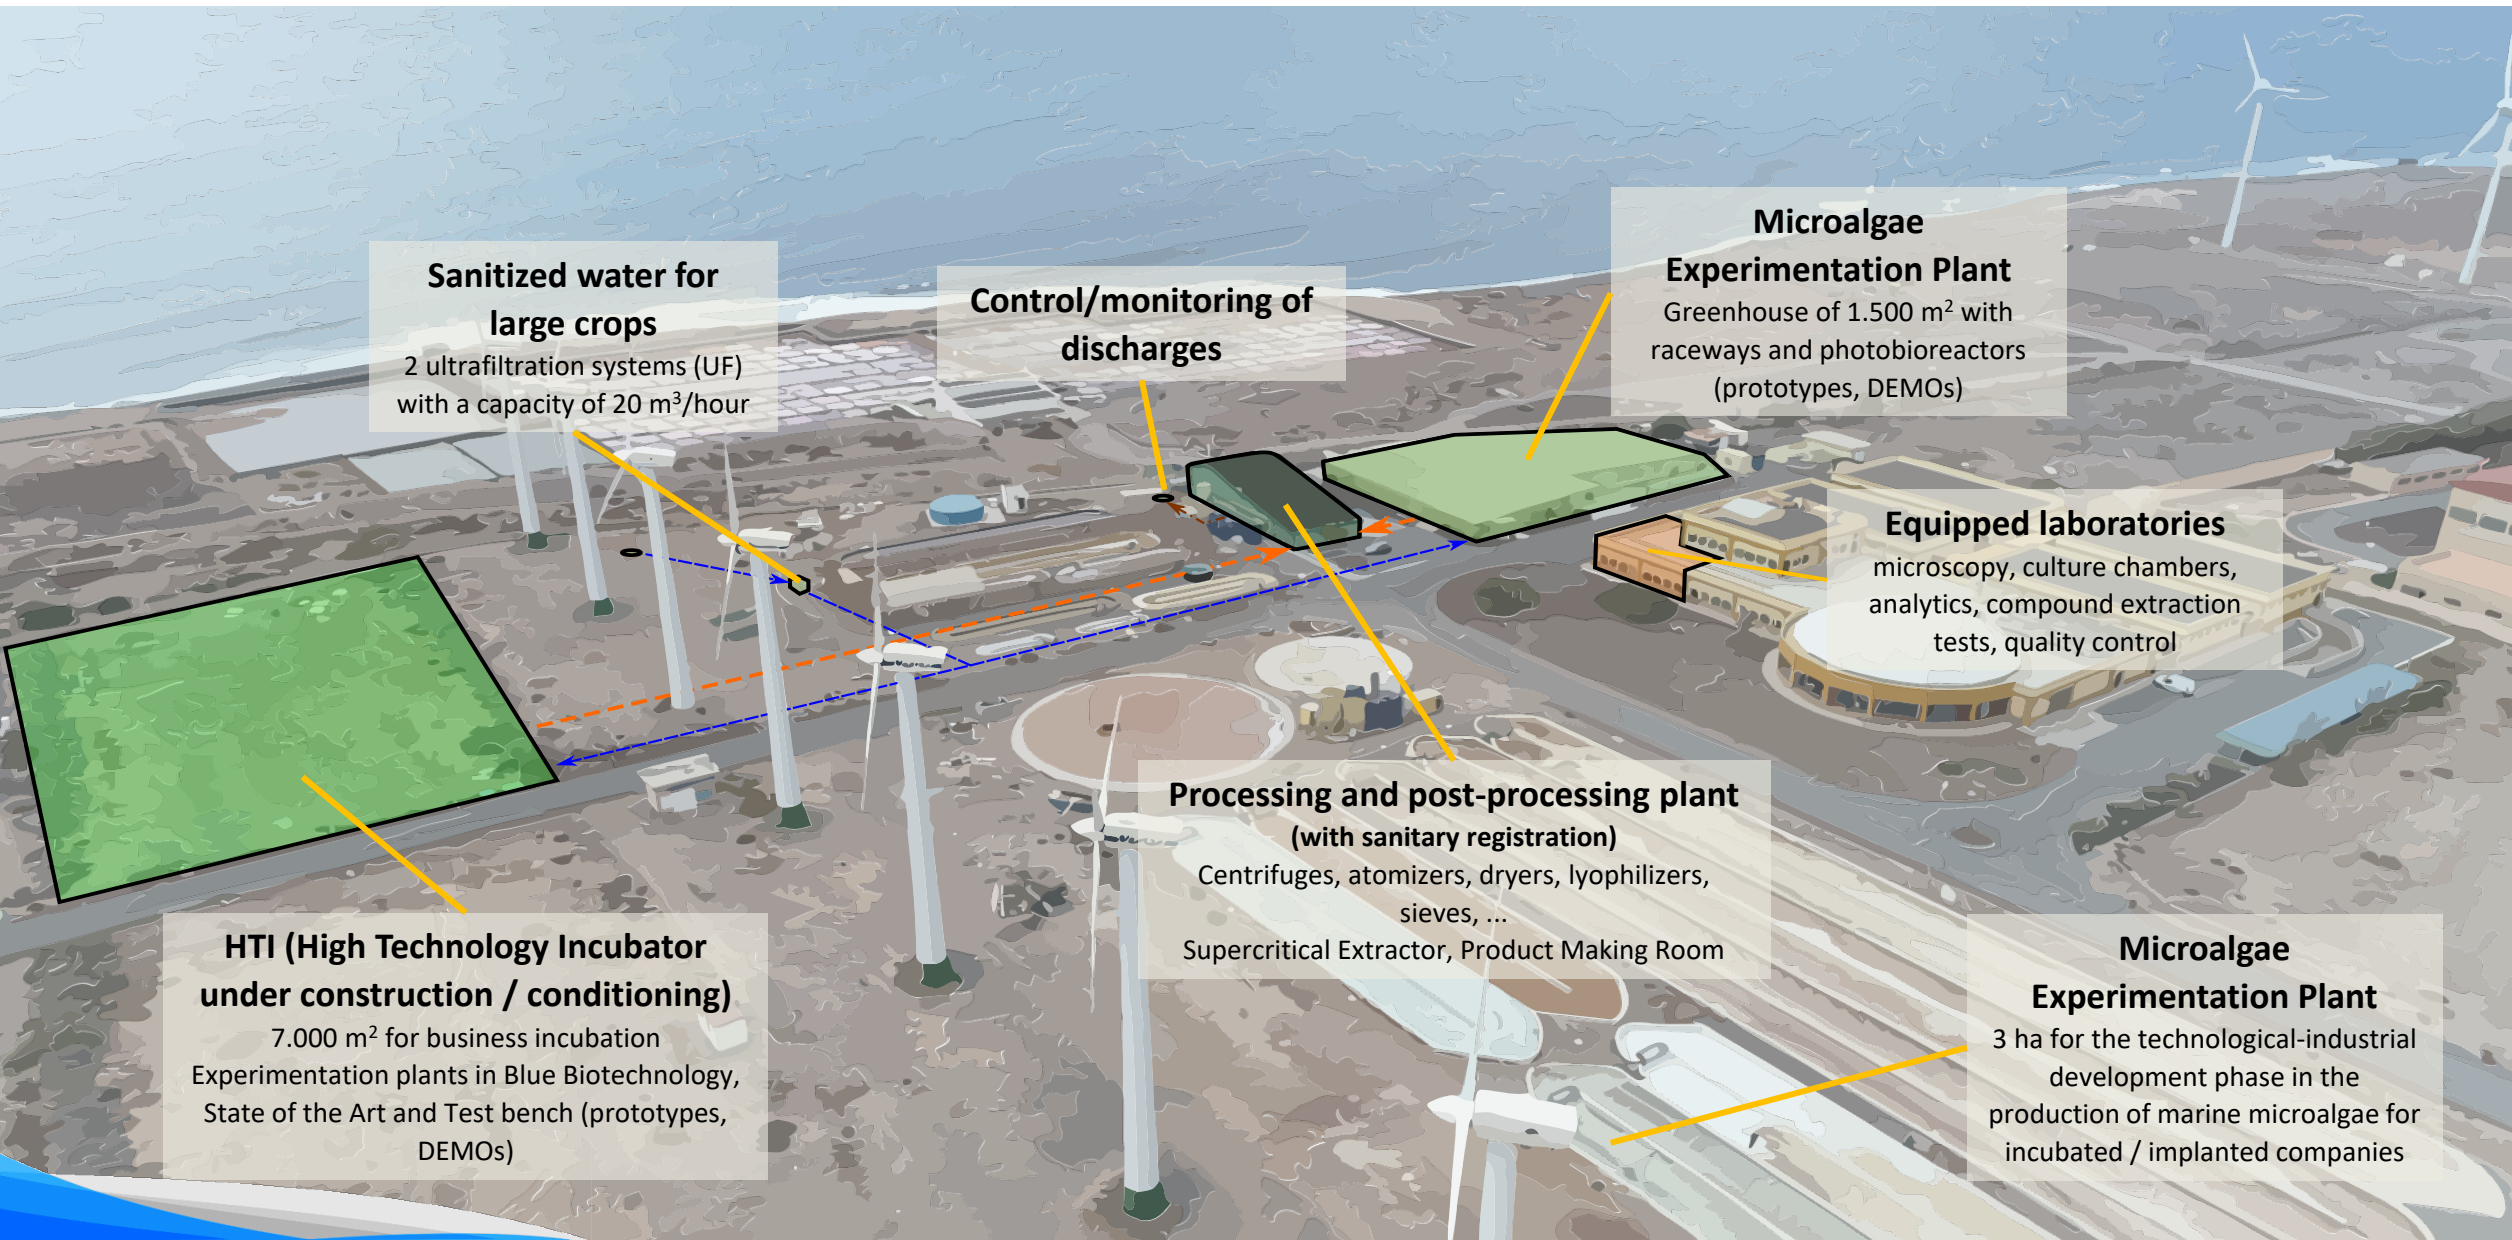 Microalgae
Experimentation Plant
Greenhouse of 1.500 m² with
raceways and photobioreactors
(prototypes, DEMOs)
Sanitized water for
large crops
2 ultrafiltration systems (UF)
with a capacity of 20 m³/hour
Control/monitoring of
discharges
Equipped laboratories
microscopy, culture chambers,
analytics, compound extraction
tests, quality control
Processing and post-processing plant
(with sanitary registration)
Centrifuges, atomizers, dryers, lyophilizers,
sieves, ...
Supercritical Extractor, Product Making Room
HTI (High Technology Incubator
under construction / conditioning)
7.000 m² for business incubation
Experimentation plants in Blue Biotechnology,
State of the Art and Test bench (prototypes,
DEMOs)
Microalgae
Experimentation Plant
3 ha for the technological-industrial
development phase in the
production of marine microalgae for
incubated / implanted companies